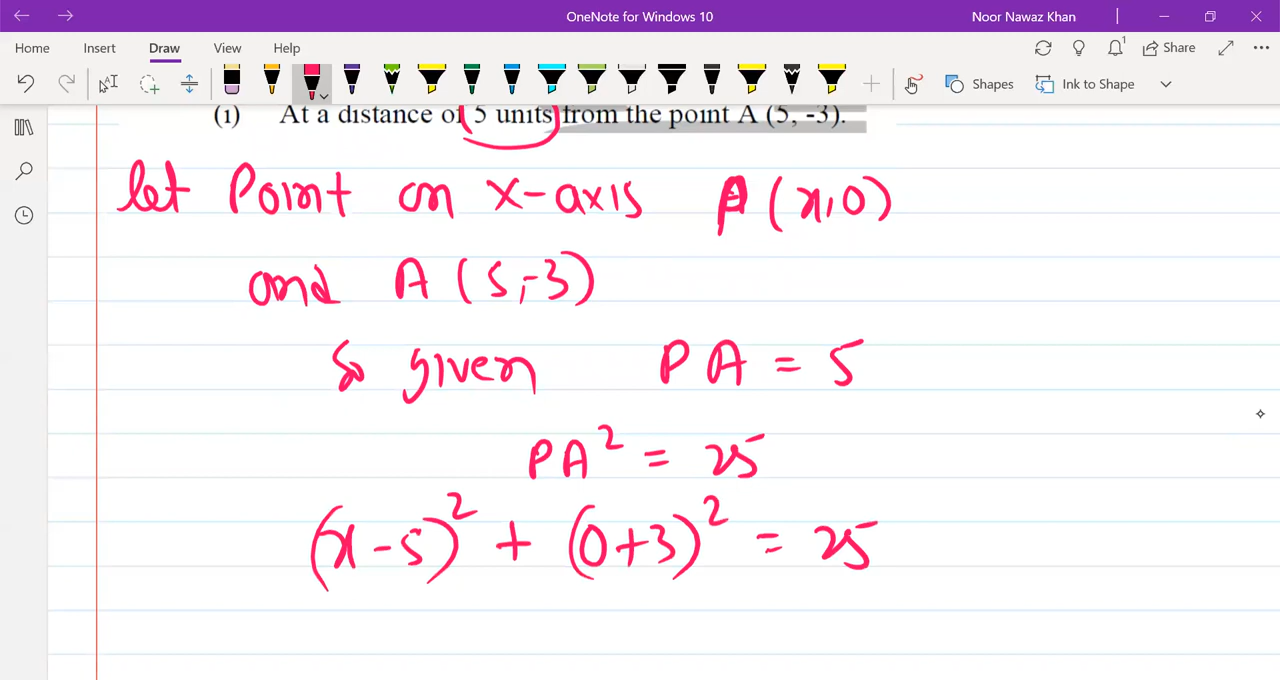 OneNote for Windows 10
Noor Nawaz Khan
Home Insert Draw View Help
1
Share
Shapes
Ink to Shape
(i) At a distance of 5 units from the point A (5, -3).
let Point on x-axis P(x,0)
and A(5,-3)
So given PA = 5
PA² = 25
(x-5)² + (0+3)² = 25